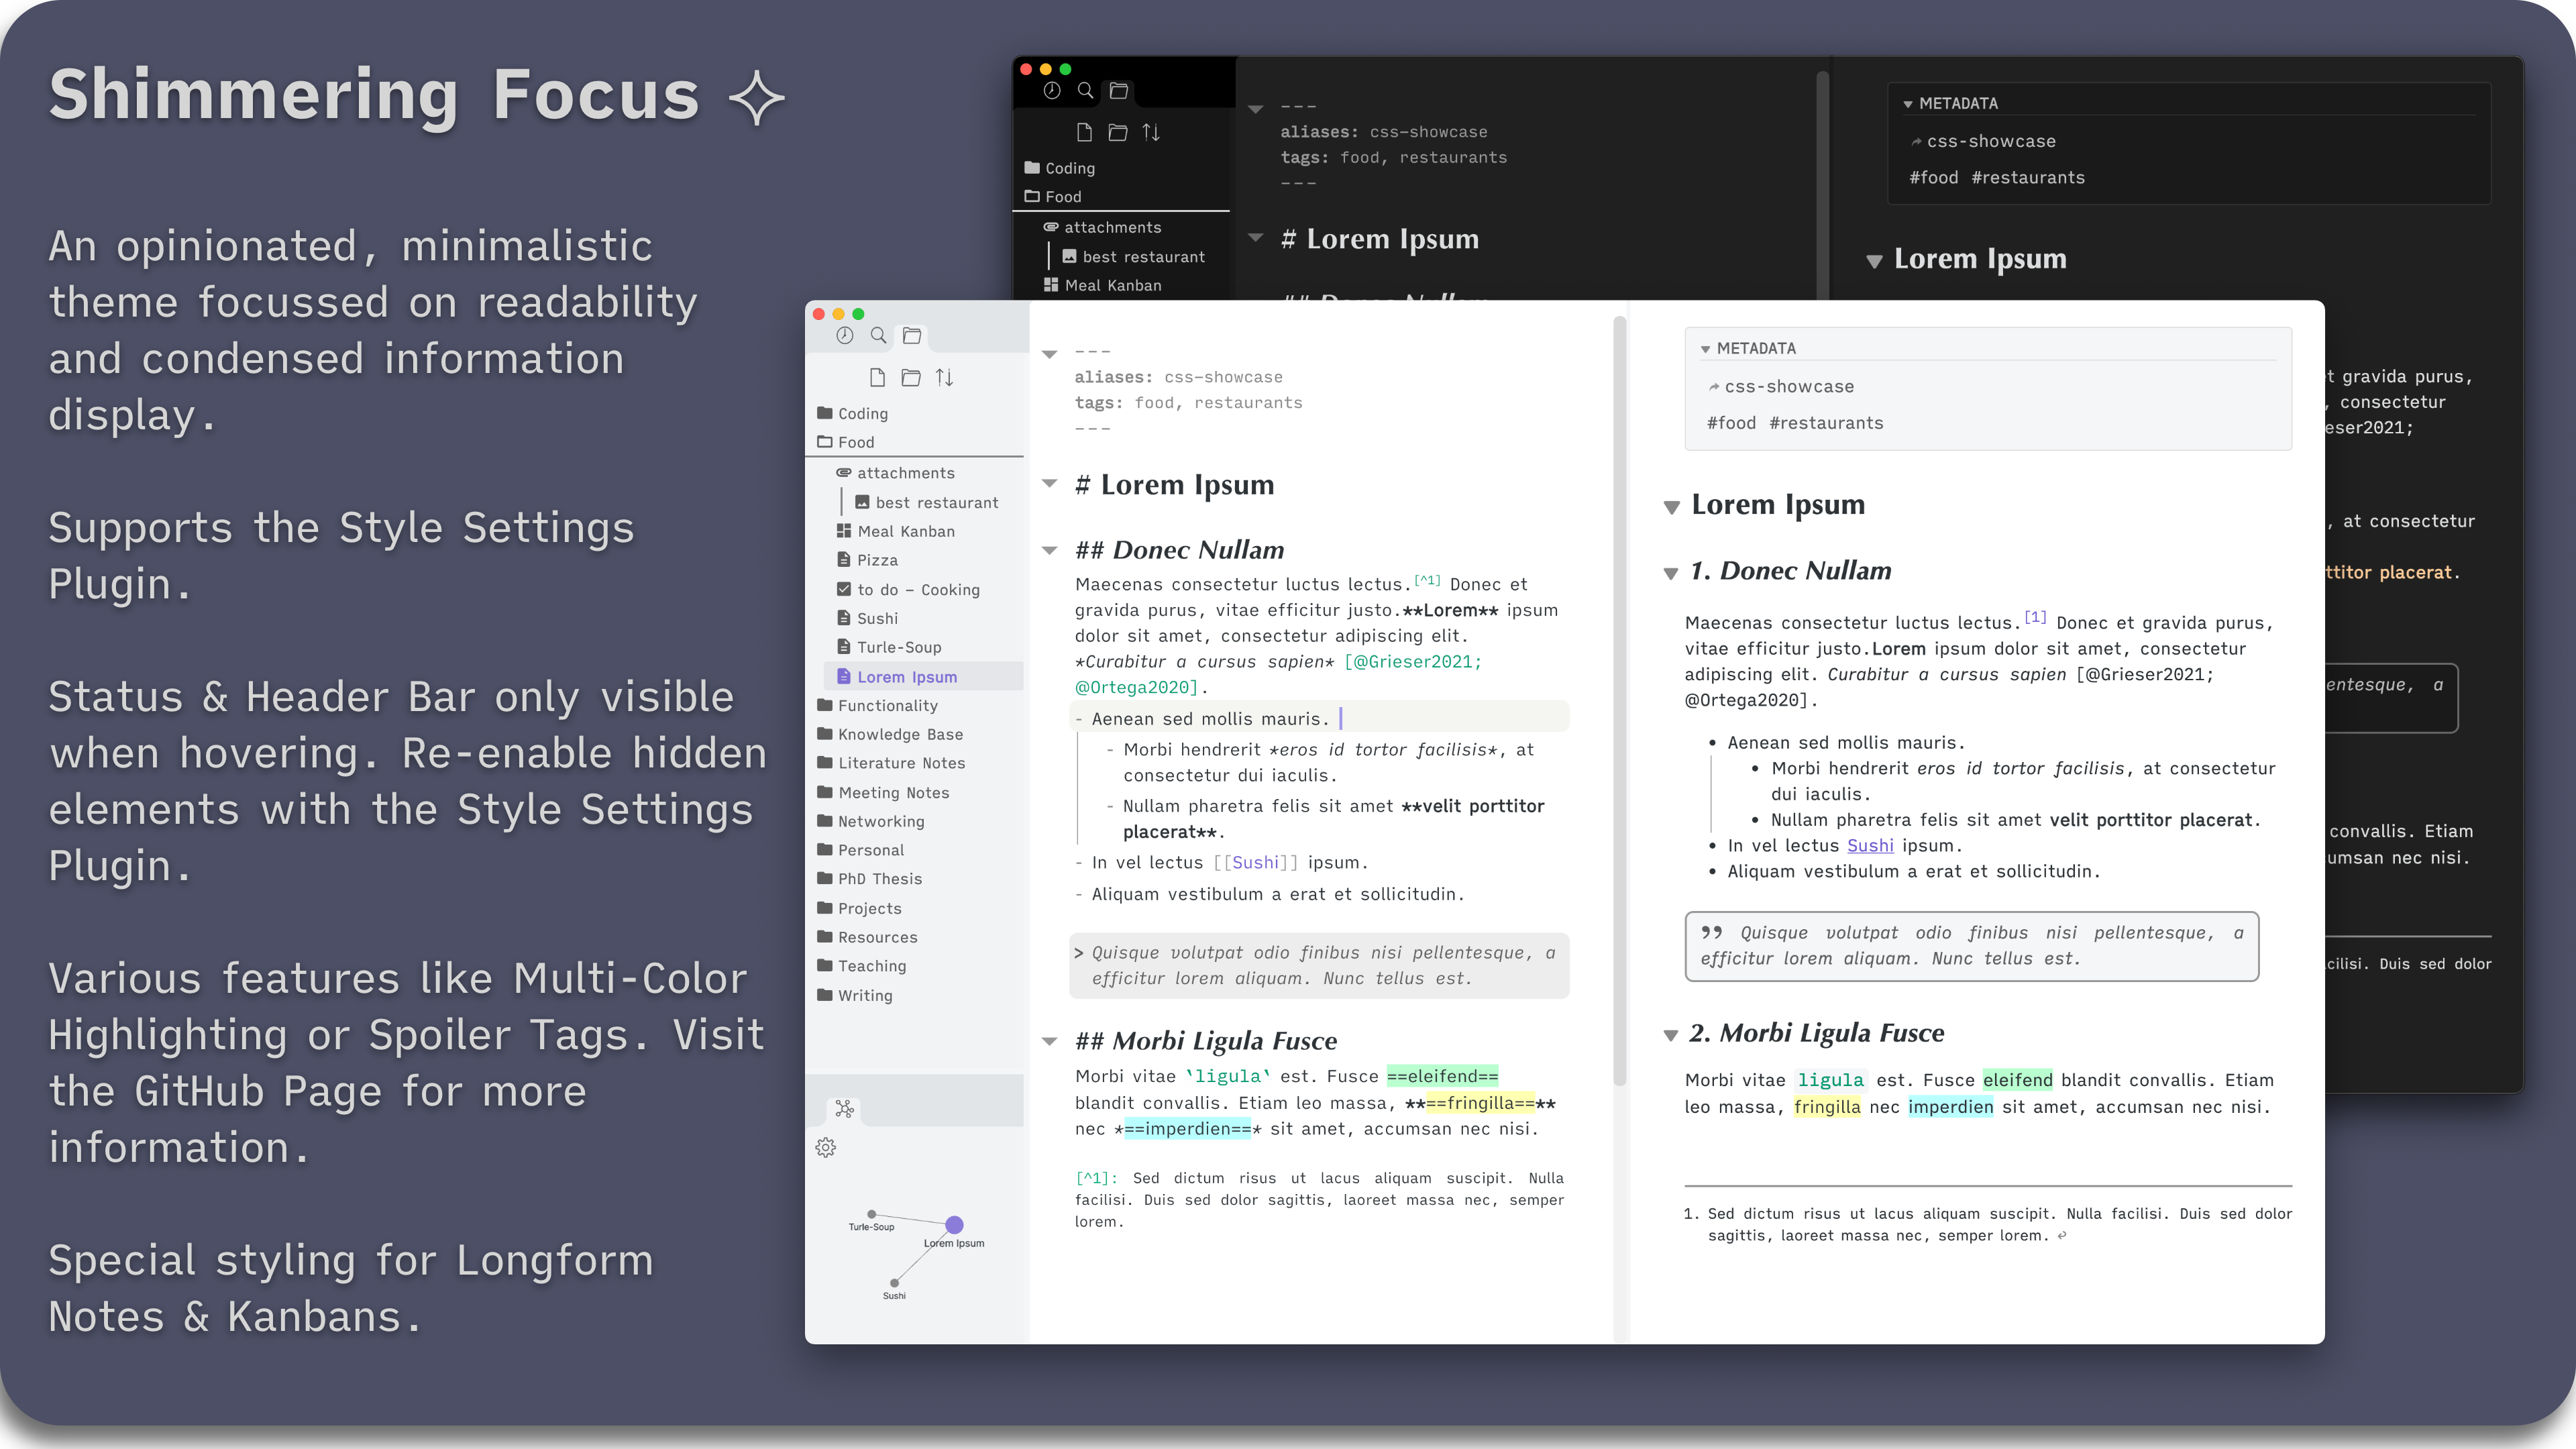 Shimmering Focus
An opinionated, minimalistic
theme focussed on readability
and condensed information
display.
Supports the Style Settings
Plugin.
Status & Header Bar only visible
when hovering. Re-enable hidden
elements with the Style Settings
Plugin.
Various features like Multi-Color
Highlighting or Spoiler Tags. Visit
the GitHub Page for more
information.
Special styling for Longform
Notes & Kanbans.
Coding
Food
attachments
best restaurant
Meal Kanban
---
aliases: css-showcase
tags: food, restaurants
---
# Lorem Ipsum
## Donec Nullam
METADATA
css-showcase
#food #restaurants
Lorem Ipsum
t gravida purus,
, consectetur
eser2021;
, at consectetur
ttitor placerat.
entesque, a
convallis. Etiam
umsan nec nisi.
cilisi. Duis sed dolor
Coding
Food
attachments
best restaurant
Meal Kanban
Pizza
to do – Cooking
Sushi
Turle-Soup
Lorem Ipsum
Functionality
Knowledge Base
Literature Notes
Meeting Notes
Networking
Personal
PhD Thesis
Projects
Resources
Teaching
Writing
Turle-Soup
Lorem Ipsum
Sushi
---
aliases: css-showcase
tags: food, restaurants
---
# Lorem Ipsum
## Donec Nullam
Maecenas consectetur luctus lectus.[^1] Donec et
gravida purus, vitae efficitur justo.**Lorem** ipsum
dolor sit amet, consectetur adipiscing elit.
*Curabitur a cursus sapien* [@Grieser2021;
@Ortega2020].
- Aenean sed mollis mauris.
- Morbi hendrerit *eros id tortor facilisis*, at
consectetur dui iaculis.
- Nullam pharetra felis sit amet **velit porttitor
placerat**.
- In vel lectus [[Sushi]] ipsum.
- Aliquam vestibulum a erat et sollicitudin.
> Quisque volutpat odio finibus nisi pellentesque, a
efficitur lorem aliquam. Nunc tellus est.
## Morbi Ligula Fusce
Morbi vitae `ligula` est. Fusce ==eleifend==
blandit convallis. Etiam leo massa, **==fringilla==**
nec *==imperdien==* sit amet, accumsan nec nisi.
[^1]: Sed dictum risus ut lacus aliquam suscipit. Nulla
facilisi. Duis sed dolor sagittis, laoreet massa nec, semper
lorem.
METADATA
css-showcase
#food #restaurants
Lorem Ipsum
1. Donec Nullam
Maecenas consectetur luctus lectus.[1] Donec et gravida purus,
vitae efficitur justo.Lorem ipsum dolor sit amet, consectetur
adipiscing elit. Curabitur a cursus sapien [@Grieser2021;
@Ortega2020].
• Aenean sed mollis mauris.
• Morbi hendrerit eros id tortor facilisis, at consectetur
dui iaculis.
• Nullam pharetra felis sit amet velit porttitor placerat.
• In vel lectus Sushi ipsum.
• Aliquam vestibulum a erat et sollicitudin.
” Quisque volutpat odio finibus nisi pellentesque, a
efficitur lorem aliquam. Nunc tellus est.
2. Morbi Ligula Fusce
Morbi vitae ligula est. Fusce eleifend blandit convallis. Etiam
leo massa, fringilla nec imperdien sit amet, accumsan nec nisi.
1. Sed dictum risus ut lacus aliquam suscipit. Nulla facilisi. Duis sed dolor
sagittis, laoreet massa nec, semper lorem. ↩